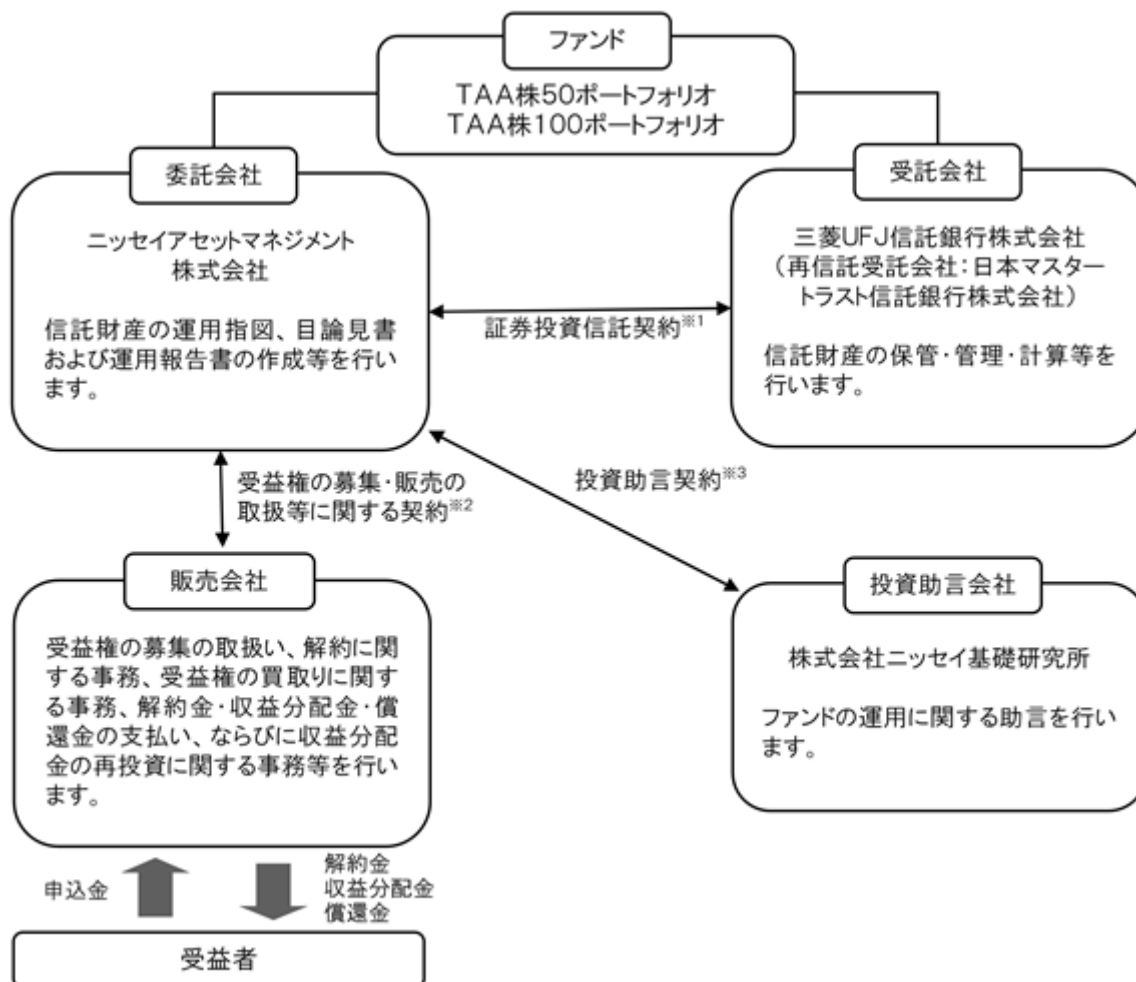 ファンド
TAA株50ポートフォリオ
TAA株100ポートフォリオ
委託会社
ニッセイアセットマネジメント
株式会社
信託財産の運用指図、目論見書
および運用報告書の作成等を行い
ます。
受託会社
三菱UFJ信託銀行株式会社
(再信託受託会社:日本マスター
トラスト信託銀行株式会社)
信託財産の保管・管理・計算等を
行います。
証券投資信託契約※1
受益権の募集・販売の
取扱等に関する契約※2
投資助言契約※3
販売会社
受益権の募集の取扱い、解約に関
する事務、受益権の買取りに関す
る事務、解約金・収益分配金・償
還金の支払い、ならびに収益分配
金の再投資に関する事務等を行い
ます。
投資助言会社
株式会社ニッセイ基礎研究所
ファンドの運用に関する助言を行い
ます。
申込金
解約金
収益分配金
償還金
受益者